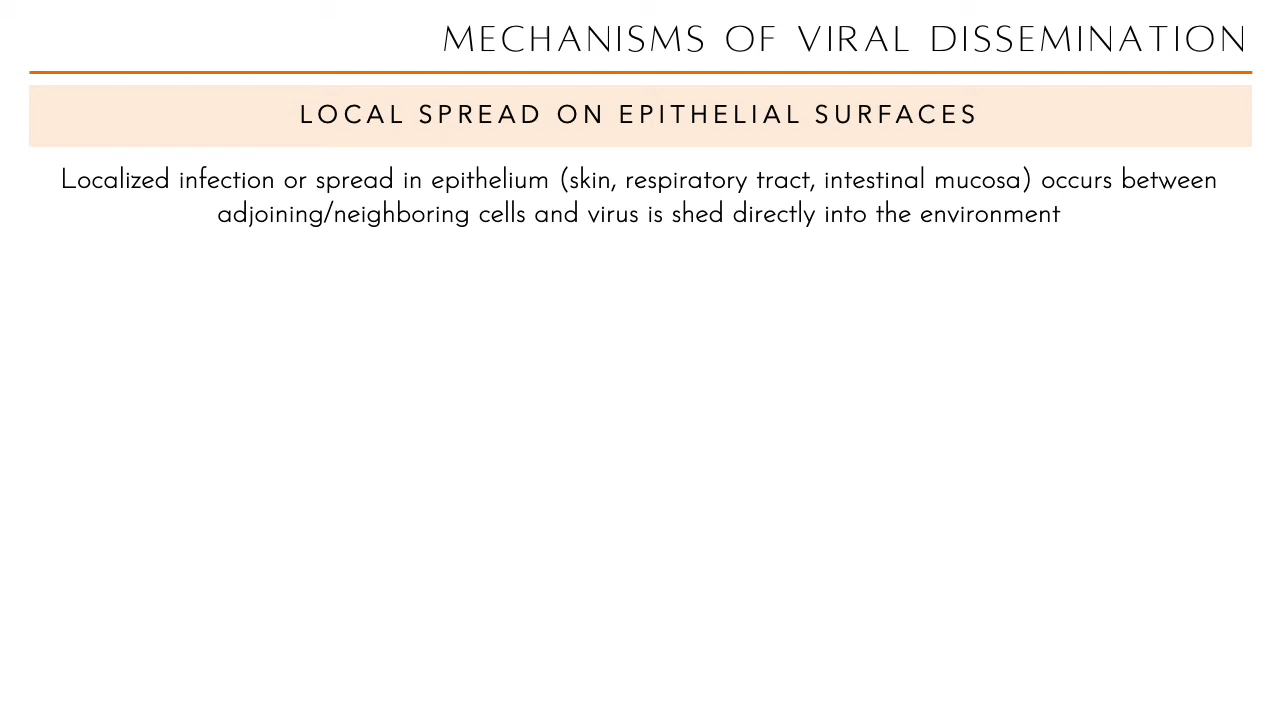 MECHANISMS OF VIRAL DISSEMINATION
LOCAL SPREAD ON EPITHELIAL SURFACES
Localized infection or spread in epithelium (skin, respiratory tract, intestinal mucosa) occurs between
adjoining/neighboring cells and virus is shed directly into the environment